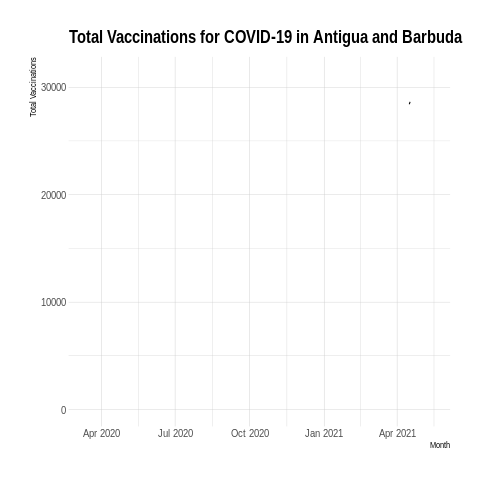 Total Vaccinations for COVID-19 in Antigua and Barbuda
Total Vaccinations
30000
20000
10000
0
Apr 2020 Jul 2020 Oct 2020 Jan 2021 Apr 2021
Month